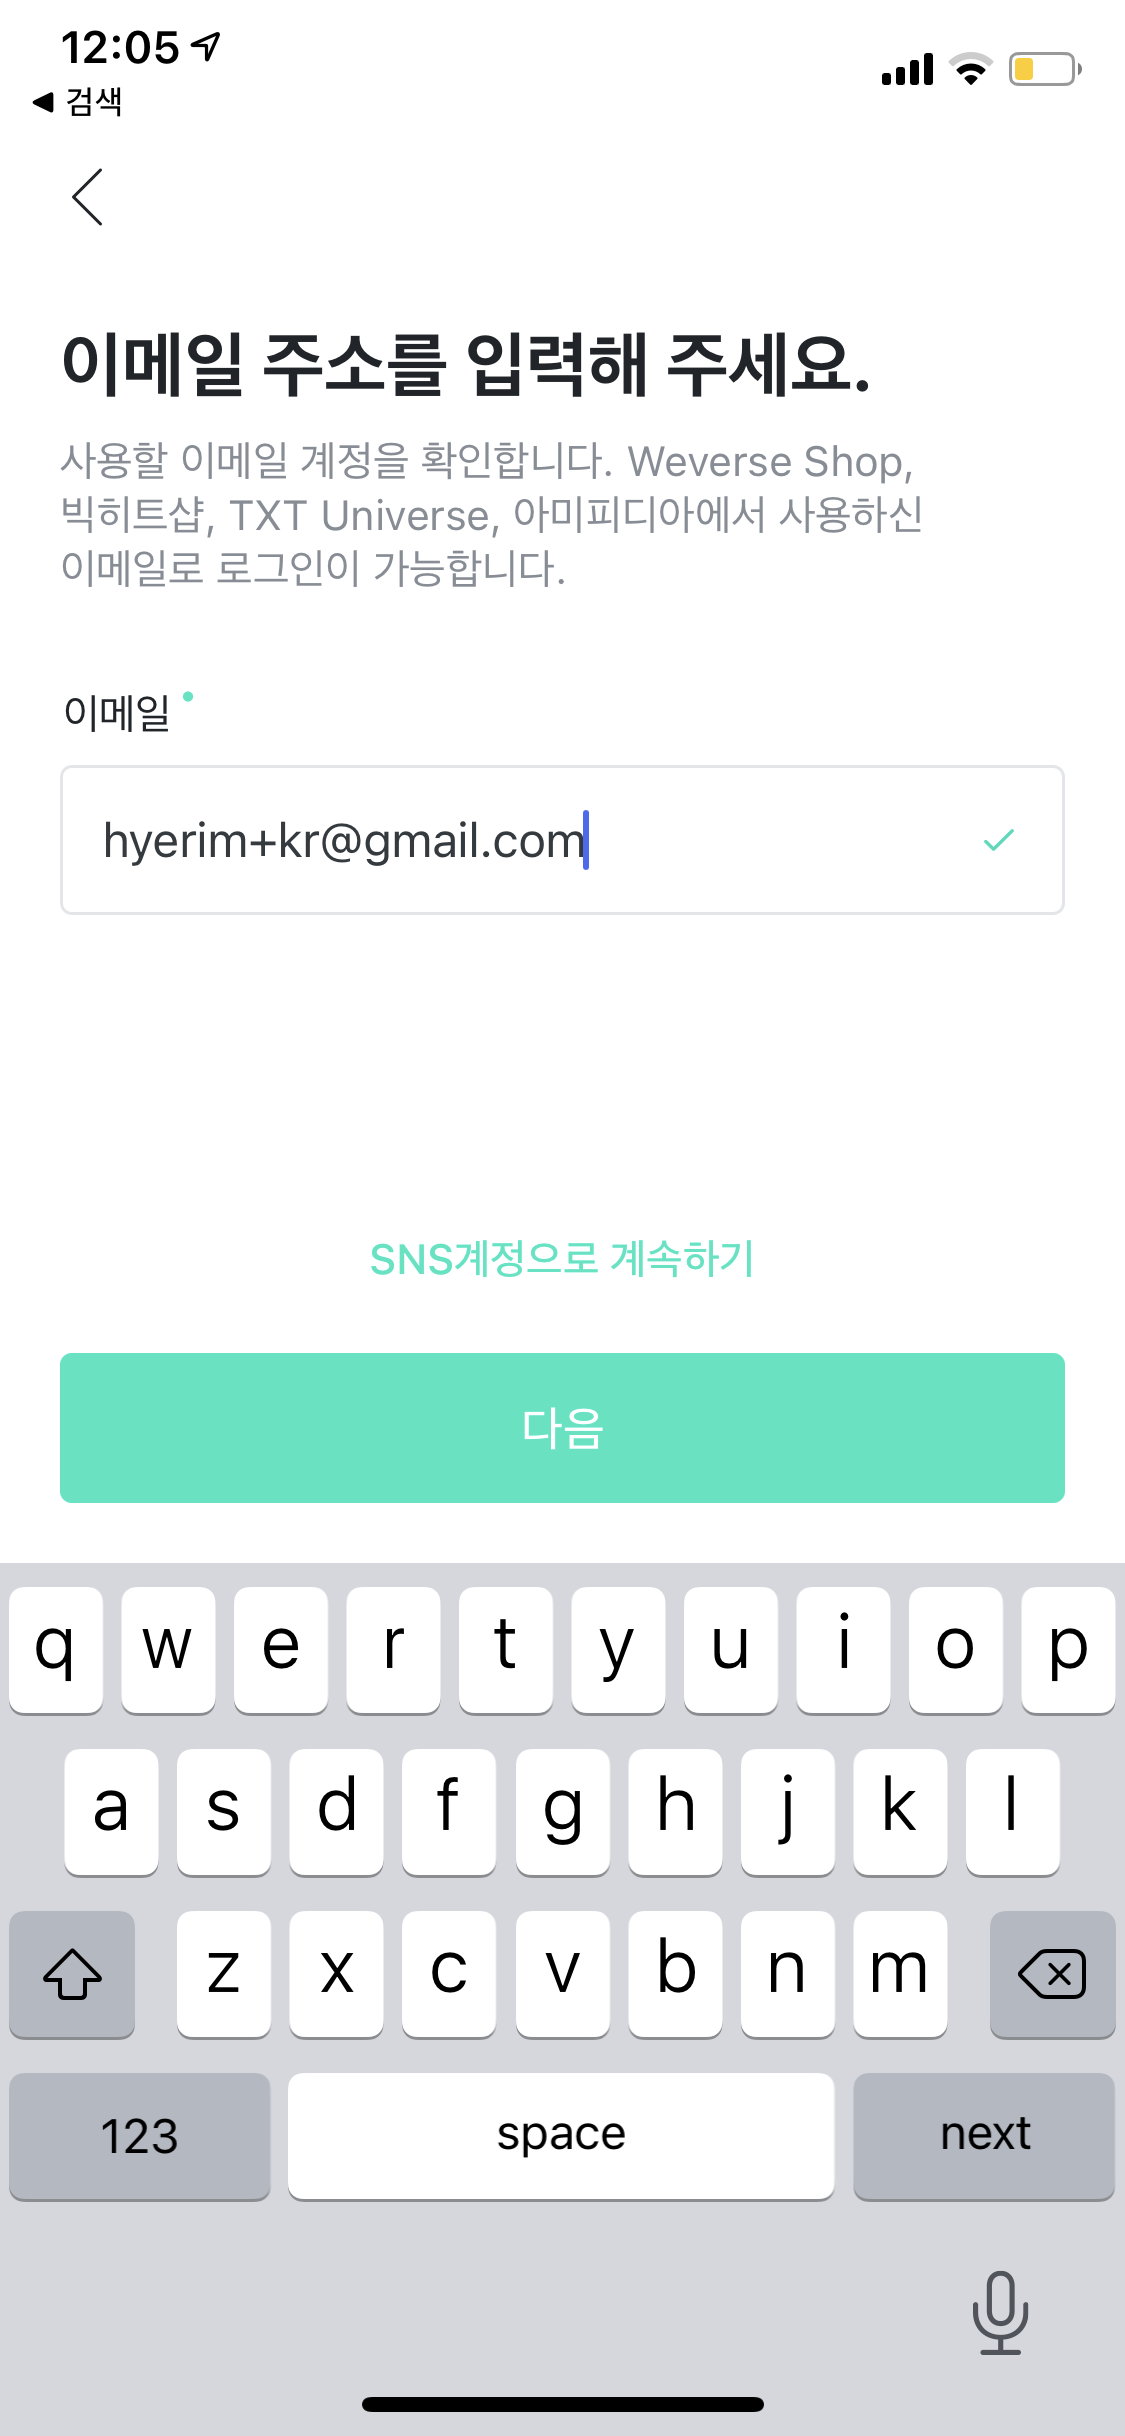 12:05
◀ 검색
이메일 주소를 입력해 주세요.
사용할 이메일 계정을 확인합니다. Weverse Shop,
빅히트샵, TXT Universe, 아미피디아에서 사용하신
이메일로 로그인이 가능합니다.
이메일
hyerim+kr@gmail.com
SNS계정으로 계속하기
다음
q w e r t y u i o p
a s d f g h j k l
z x c v b n m
123 space next